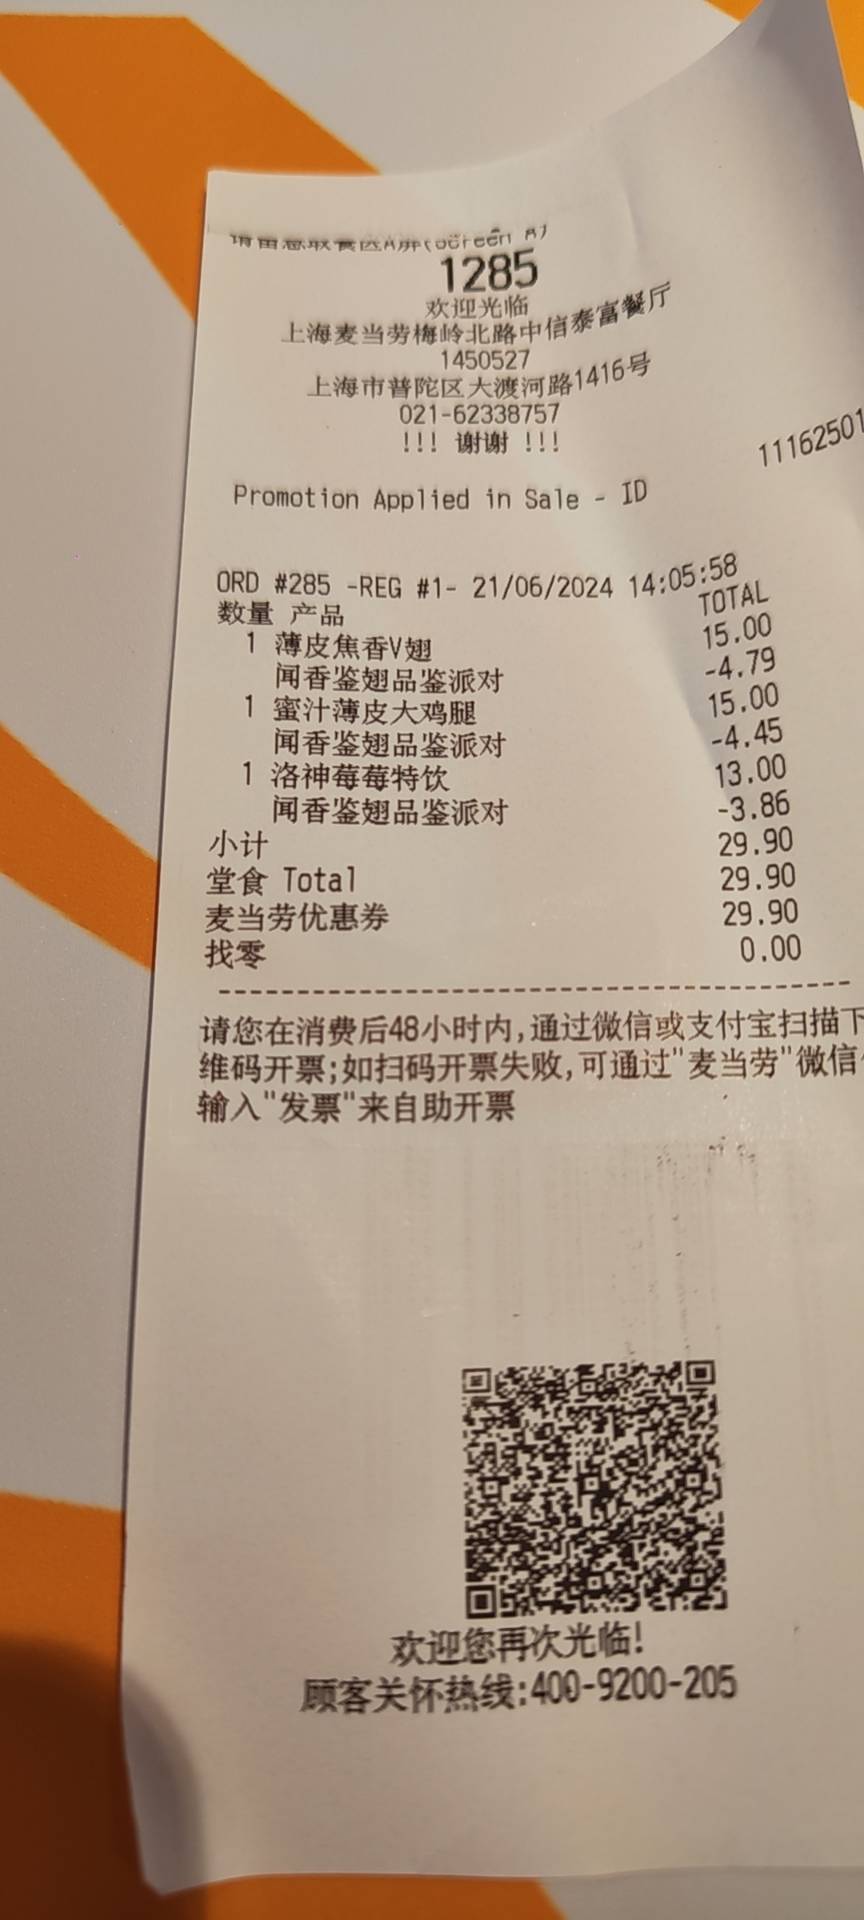 请留意取餐区A屏(Screen A)
1285
欢迎光临
上海麦当劳梅岭北路中信泰富餐厅
1450527
上海市普陀区大渡河路1416号
021-62338757
!!! 谢谢 !!!
11162501
Promotion Applied in Sale - ID
ORD #285 -REG #1- 21/06/2024 14:05:58
数量 产品 TOTAL
1 薄皮焦香V翅 15.00
闻香鉴翅品鉴派对 -4.79
1 蜜汁薄皮大鸡腿 15.00
闻香鉴翅品鉴派对 -4.45
1 洛神莓莓特饮 13.00
闻香鉴翅品鉴派对 -3.86
小计 29.90
堂食 Total 29.90
麦当劳优惠券 29.90
找零 0.00
请您在消费后48小时内,通过微信或支付宝扫描下
维码开票;如扫码开票失败,可通过"麦当劳"微信
输入"发票"来自助开票
欢迎您再次光临!
顾客关怀热线:400-9200-205